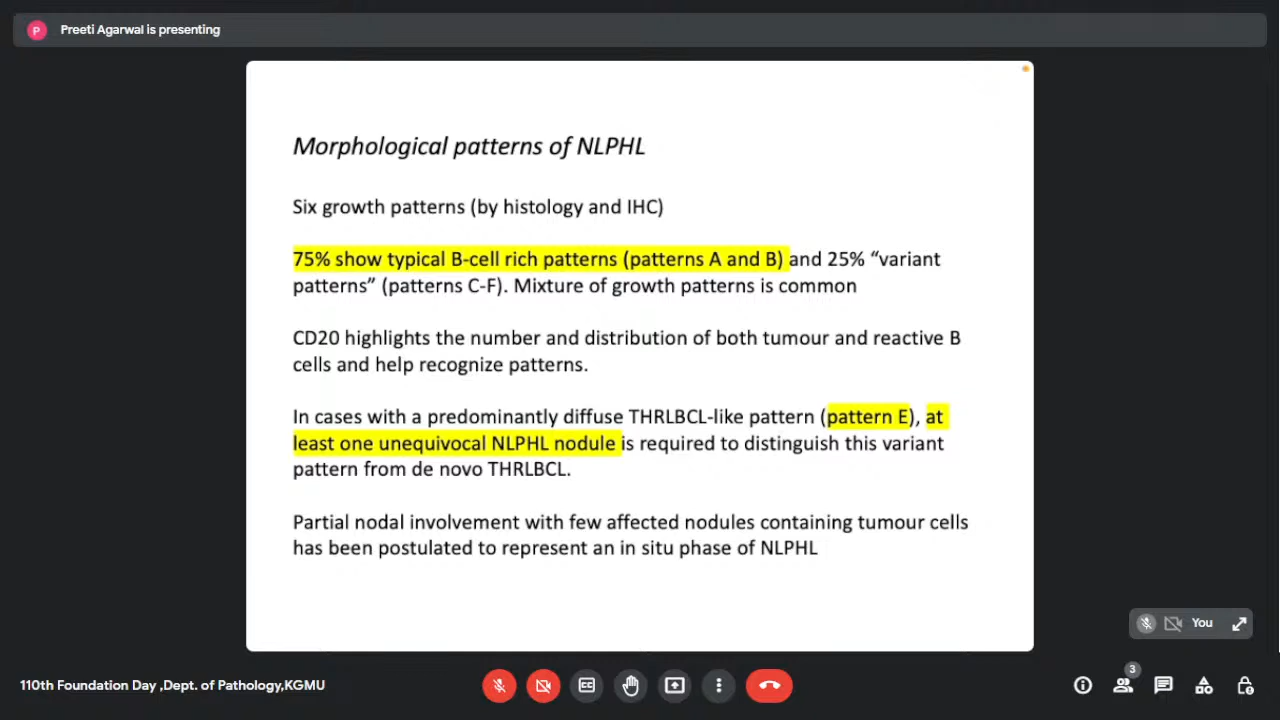 P Preeti Agarwal is presenting
Morphological patterns of NLPHL
Six growth patterns (by histology and IHC)
75% show typical B-cell rich patterns (patterns A and B) and 25% “variant
patterns” (patterns C-F). Mixture of growth patterns is common
CD20 highlights the number and distribution of both tumour and reactive B
cells and help recognize patterns.
In cases with a predominantly diffuse THRLBCL-like pattern (pattern E), at
least one unequivocal NLPHL nodule is required to distinguish this variant
pattern from de novo THRLBCL.
Partial nodal involvement with few affected nodules containing tumour cells
has been postulated to represent an in situ phase of NLPHL
You
3
110th Foundation Day ,Dept. of Pathology,KGMU
CC